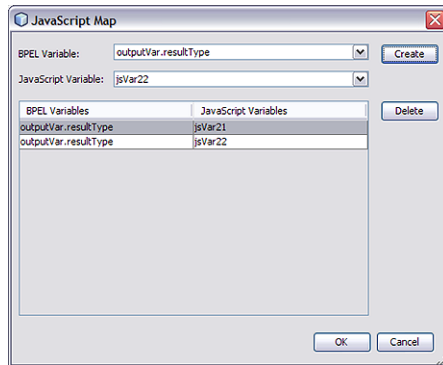 JavaScript Map
BPEL Variable: outputVar.resultType Create
JavaScript Variable: jsVar22
BPEL Variables JavaScript Variables Delete
outputVar.resultType jsVar21
outputVar.resultType jsVar22
OK Cancel